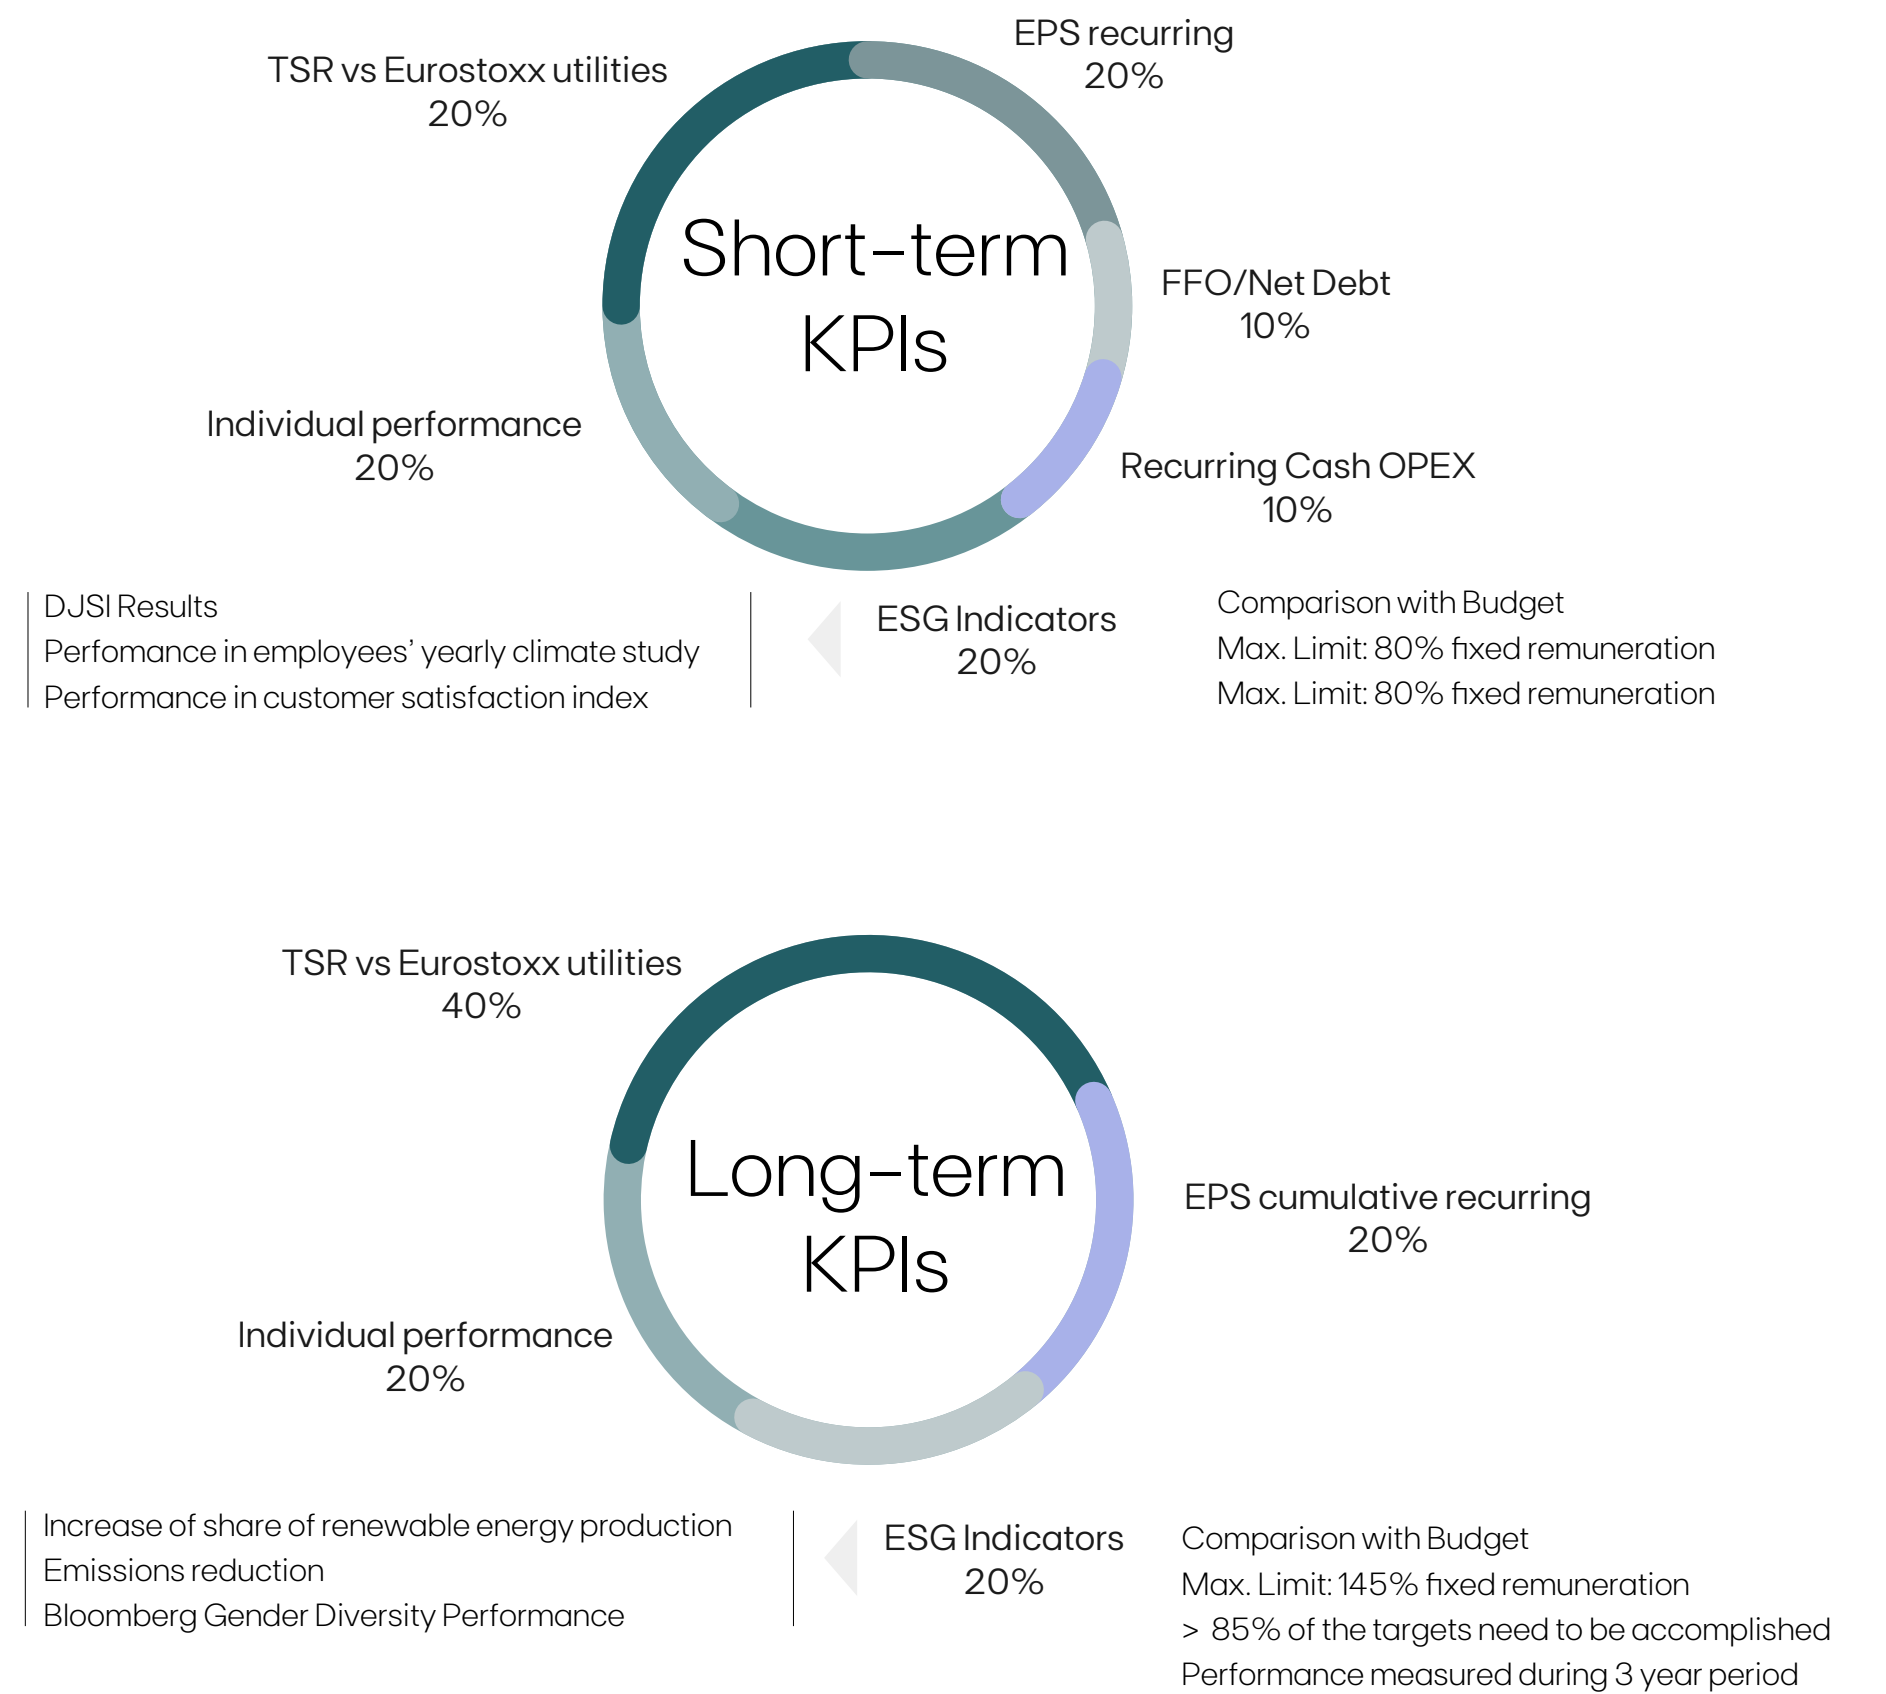 EPS recurring
20%
TSR vs Eurostoxx utilities
20%
Short-term
KPIs
FFO/Net Debt
10%
Individual performance
20%
Recurring Cash OPEX
10%
DJSI Results
Perfomance in employees’ yearly climate study
Performance in customer satisfaction index
ESG Indicators
20%
Comparison with Budget
Max. Limit: 80% fixed remuneration
Max. Limit: 80% fixed remuneration
TSR vs Eurostoxx utilities
40%
Long-term
KPIs
EPS cumulative recurring
20%
Individual performance
20%
Increase of share of renewable energy production
Emissions reduction
Bloomberg Gender Diversity Performance
ESG Indicators
20%
Comparison with Budget
Max. Limit: 145% fixed remuneration
> 85% of the targets need to be accomplished
Performance measured during 3 year period